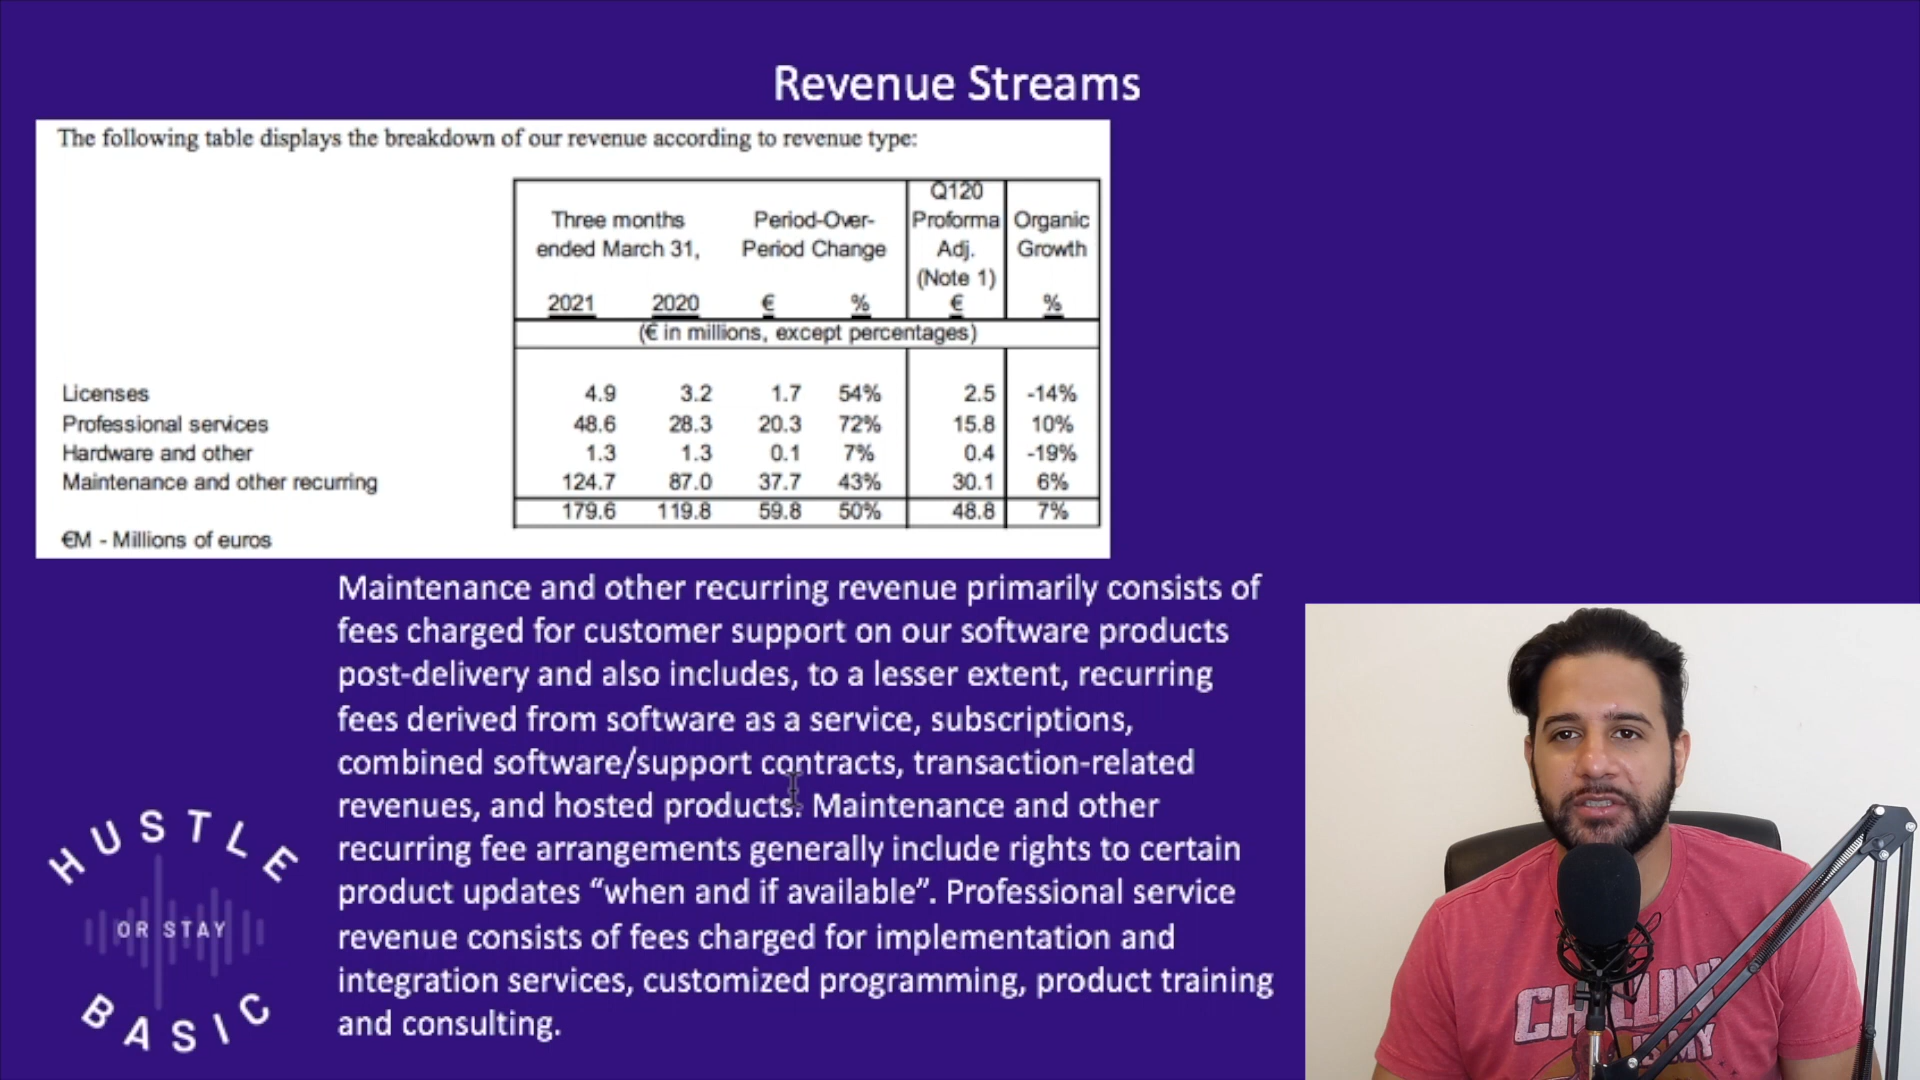 Revenue Streams
The following table displays the breakdown of our revenue according to revenue type:
Q120
Three months Period-Over- Proforma Organic
ended March 31, Period Change Adj. Growth
(Note 1)
2021 2020 € % € %
(€ in millions, except percentages)
Licenses 4.9 3.2 1.7 54% 2.5 -14%
Professional services 48.6 28.3 20.3 72% 15.8 10%
Hardware and other 1.3 1.3 0.1 7% 0.4 -19%
Maintenance and other recurring 124.7 87.0 37.7 43% 30.1 6%
179.6 119.8 59.8 50% 48.8 7%
€M - Millions of euros
Maintenance and other recurring revenue primarily consists of
fees charged for customer support on our software products
post-delivery and also includes, to a lesser extent, recurring
fees derived from software as a service, subscriptions,
combined software/support contracts, transaction-related
revenues, and hosted products. Maintenance and other
recurring fee arrangements generally include rights to certain
product updates “when and if available”. Professional service
revenue consists of fees charged for implementation and
integration services, customized programming, product training
and consulting.
HUSTLE
OR STAY
BASIC